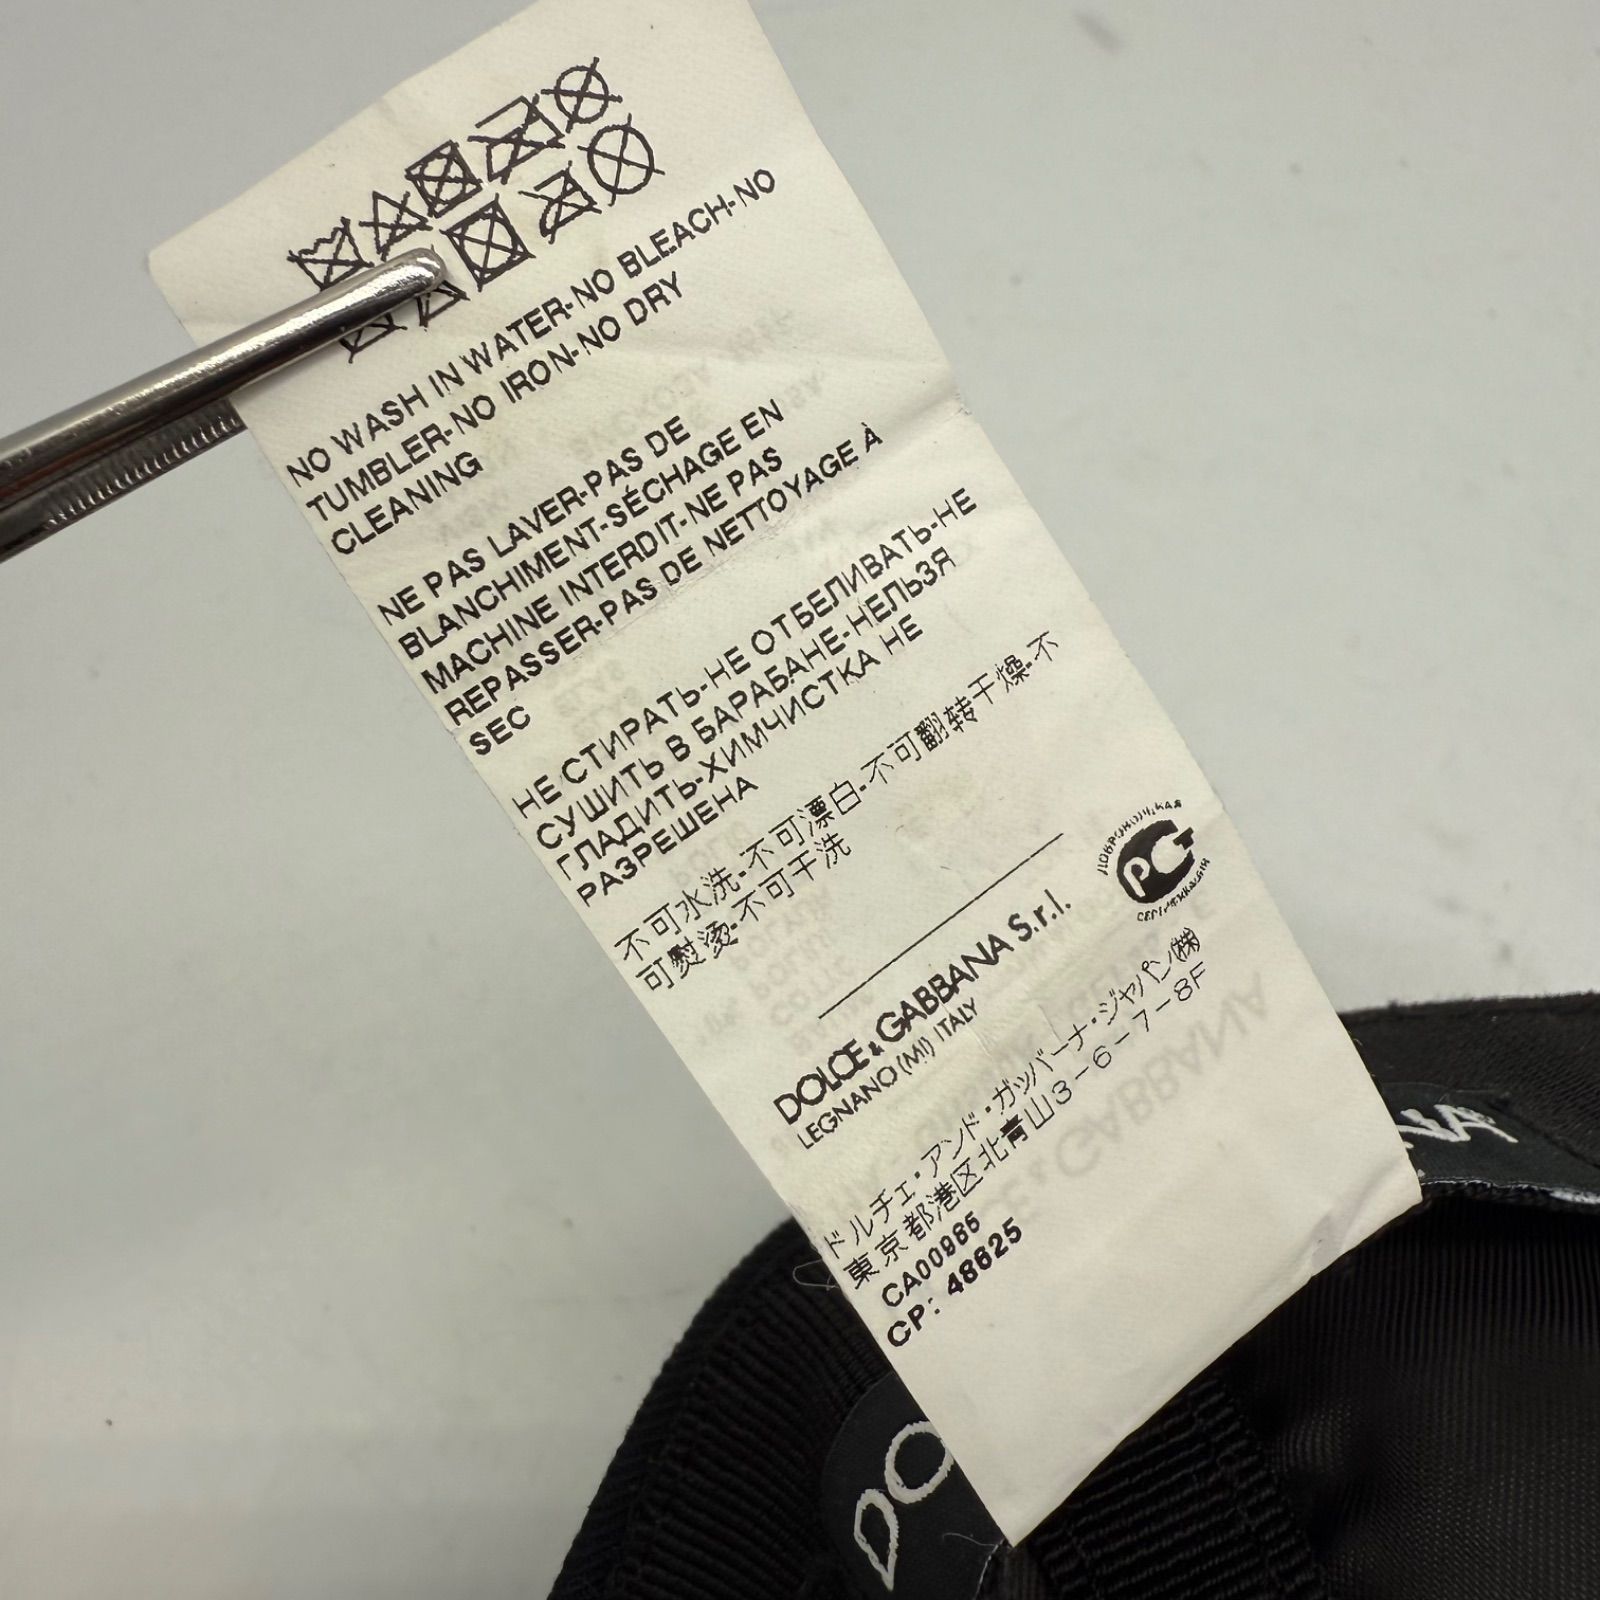 NO WASH IN WATER-NO BLEACH-NO
TUMBLER-NO IRON-NO DRY
CLEANING
NE PAS LAVER-PAS DE
BLANCHIMENT-SÉCHAGE EN
MACHINE INTERDIT-NE PAS
REPASSER-PAS DE NETTOYAGE À
SEC
НЕ СТИРАТЬ-НЕ ОТБЕЛИВАТЬ-НЕ
СУШИТЬ В БАРАБАНЕ-НЕЛЬЗЯ
ГЛАДИТЬ-ХИМЧИСТКА НЕ
РАЗРЕШЕНА
不可水洗-不可漂白-不可翻转干燥-不
可熨烫-不可干洗
PG
DOLCE & GABBANA S.r.l.
LEGNANO (MI) ITALY
ドルチェ・アンド・ガッバーナ・ジャパン㈱
東京都港区北青山3-6-7-8F
CA00986
CP: 48625
DO
NA